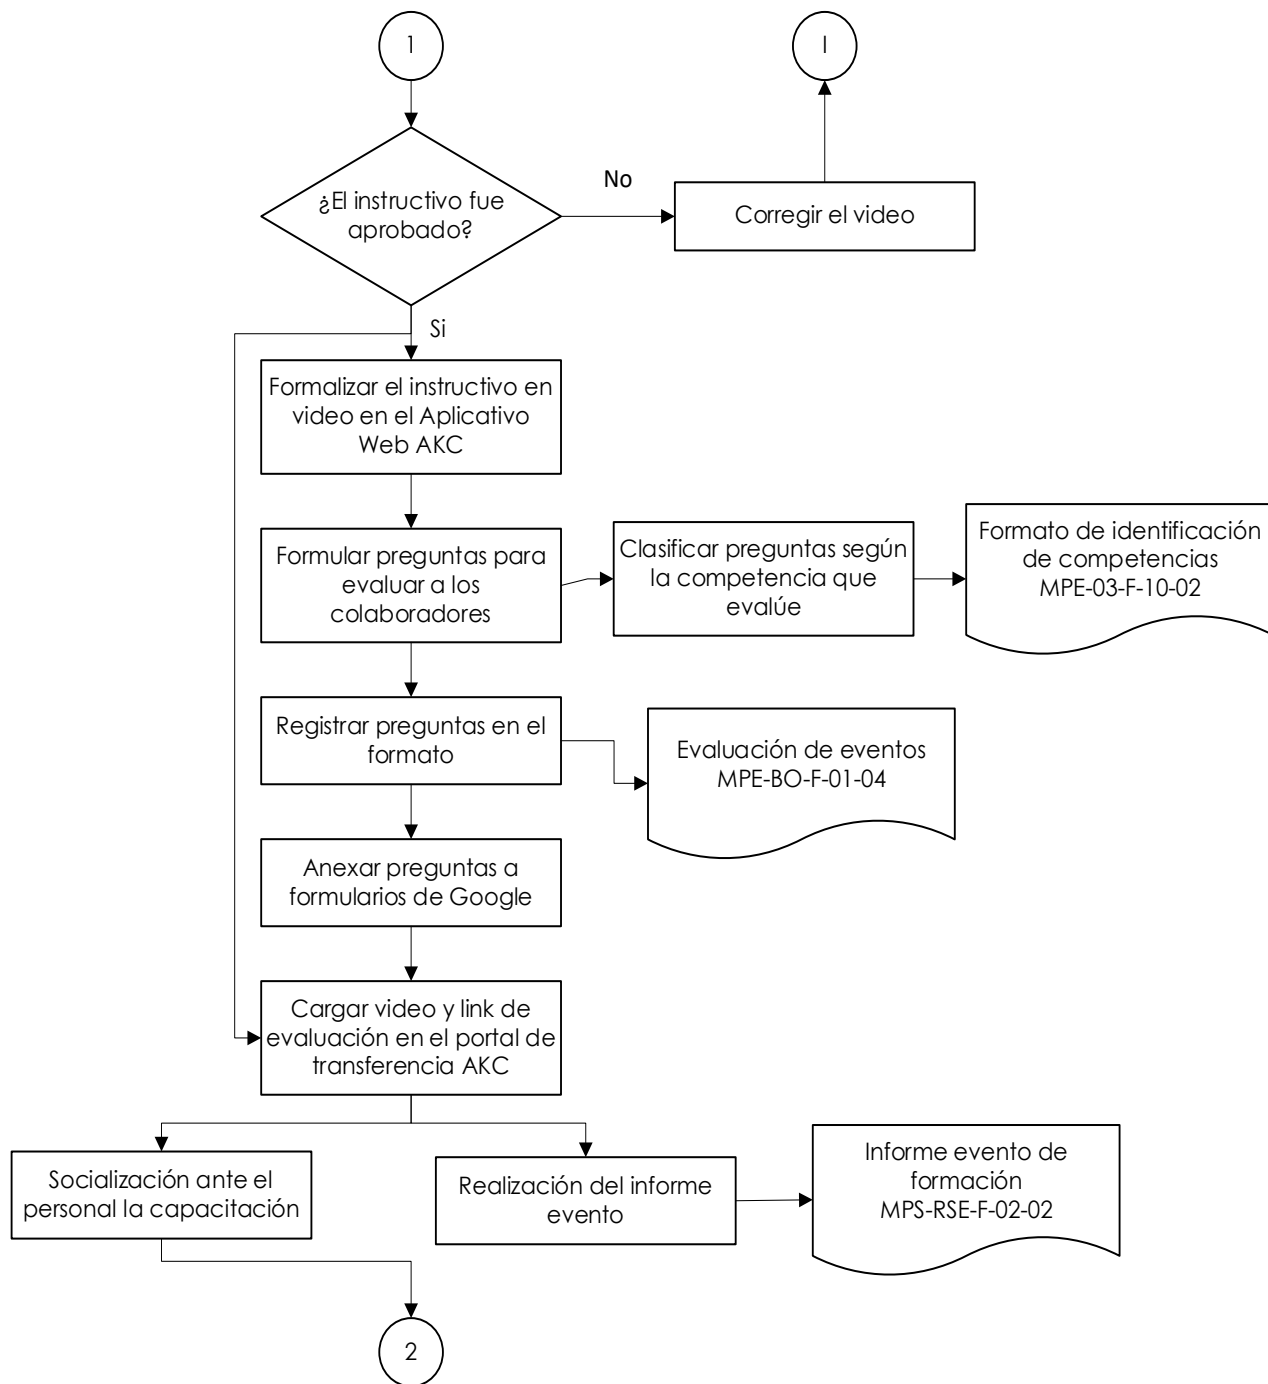 1
I
¿El instructivo fue
aprobado?
No
Corregir el video
Si
Formalizar el instructivo en
video en el Aplicativo
Web AKC
Formular preguntas para
evaluar a los
colaboradores
Clasificar preguntas según
la competencia que
evalúe
Formato de identificación
de competencias
MPE-03-F-10-02
Registrar preguntas en el
formato
Evaluación de eventos
MPE-BO-F-01-04
Anexar preguntas a
formularios de Google
Cargar video y link de
evaluación en el portal de
transferencia AKC
Socialización ante el
personal la capacitación
Realización del informe
evento
Informe evento de
formación
MPS-RSE-F-02-02
2